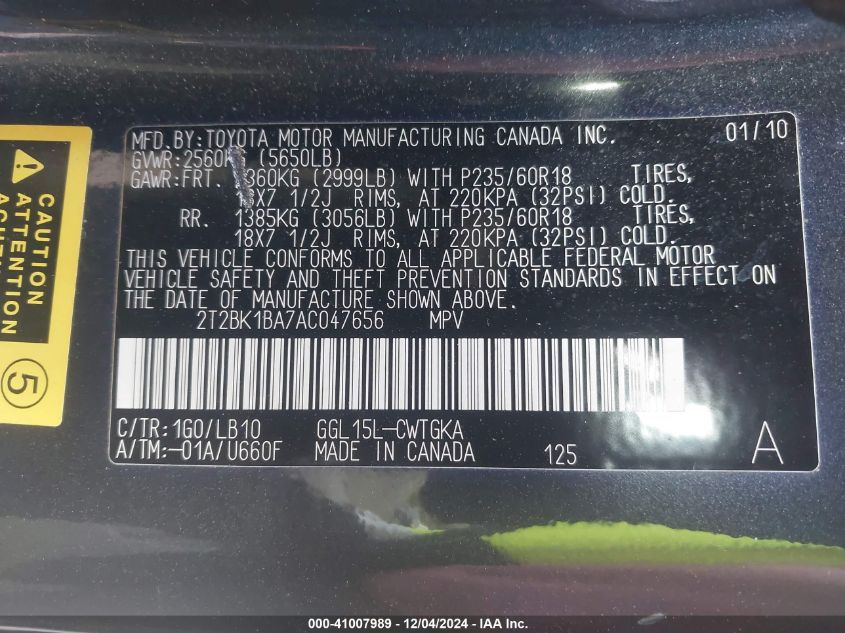 MFD.BY:TOYOTA MOTOR MANUFACTURING CANADA INC. 01/10
GVWR:2560KG (5650LB)
GAWR:FRT. 1360KG (2999LB) WITH P235/60R18 TIRES,
18X7 1/2J RIMS, AT 220KPA (32PSI) COLD.
RR. 1385KG (3056LB) WITH P235/60R18 TIRES,
18X7 1/2J RIMS, AT 220KPA (32PSI) COLD.
THIS VEHICLE CONFORMS TO ALL APPLICABLE FEDERAL MOTOR
VEHICLE SAFETY AND THEFT PREVENTION STANDARDS IN EFFECT ON
THE DATE OF MANUFACTURE SHOWN ABOVE.
2T2BK1BA7AC047656 MPV
C/TR:1G0/LB10 GGL15L-CWTGKA
A/TM:-01A/U660F MADE IN CANADA 125 A
CAUTION
ATTENTION
ACHTUNG
5
000-41007989 - 12/04/2024 - IAA Inc.